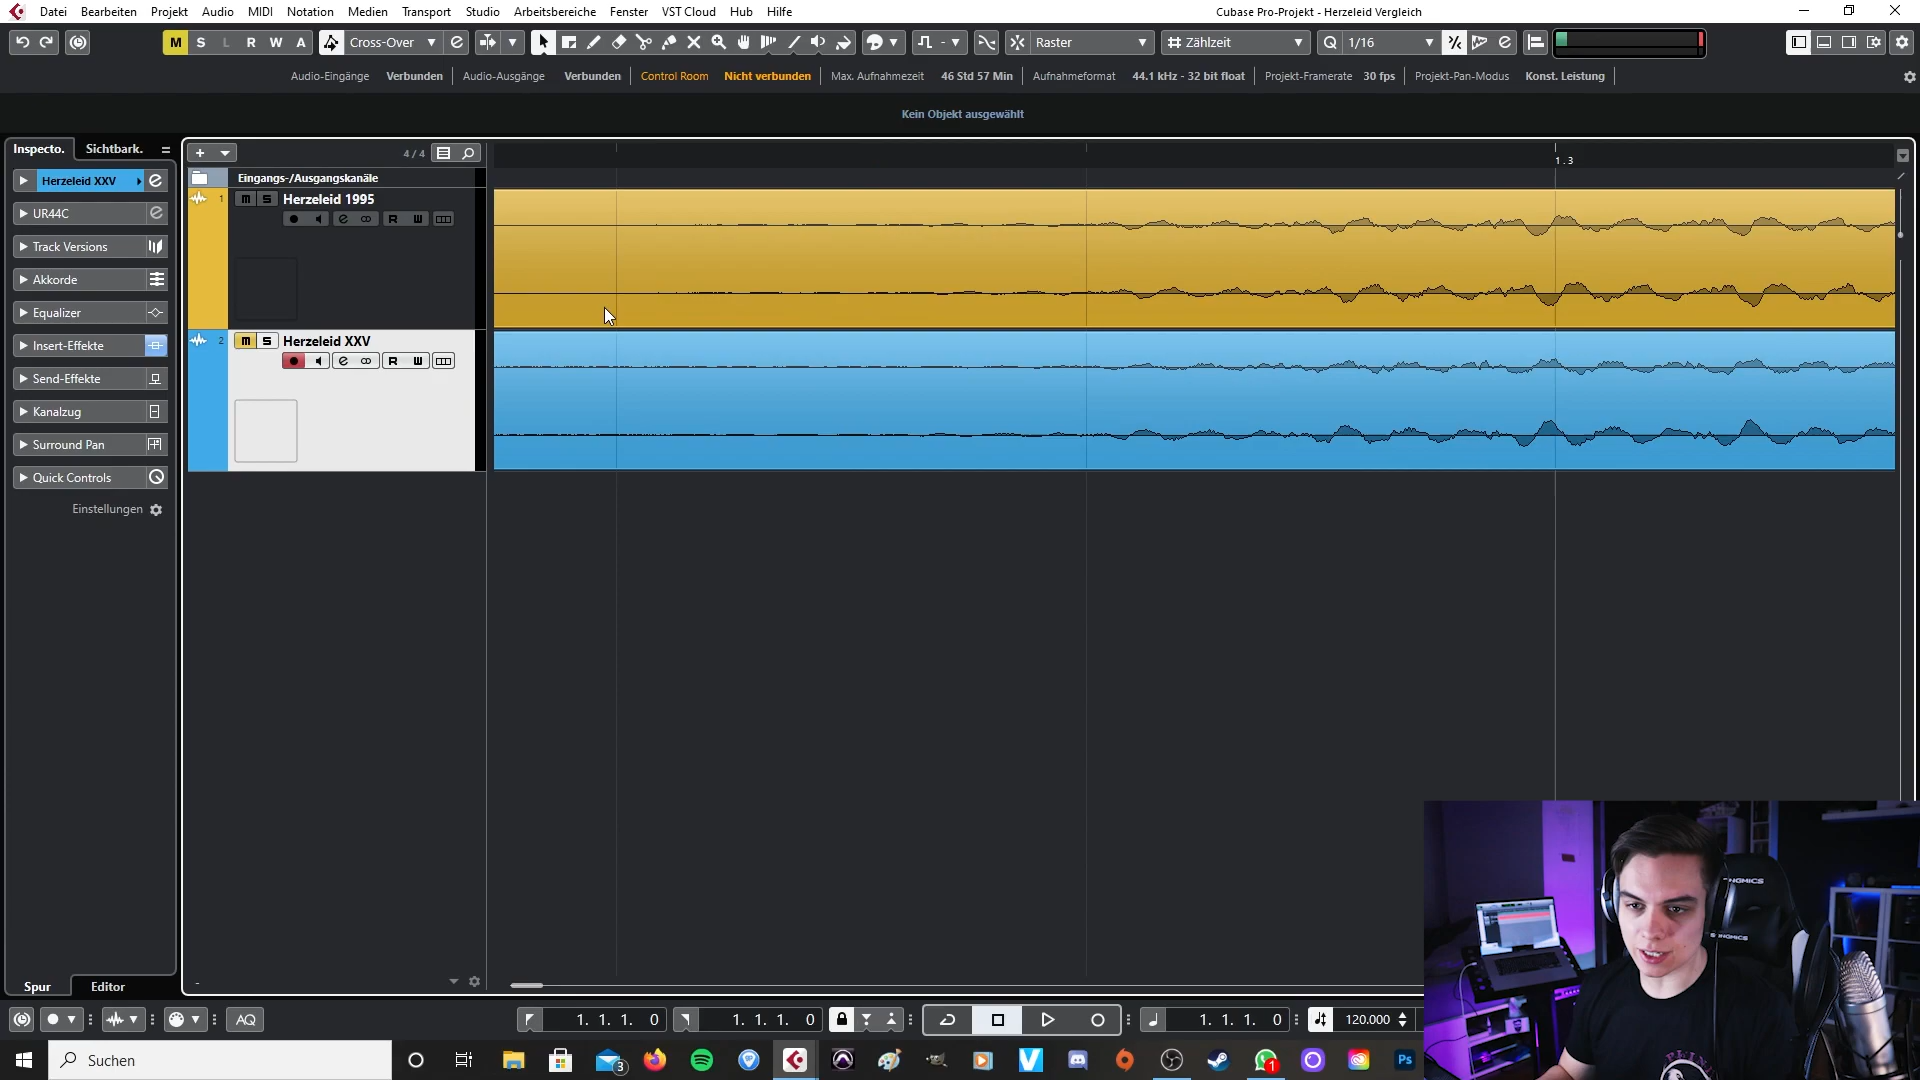 Datei Bearbeiten Projekt Audio MIDI Notation Medien Transport Studio Arbeitsbereiche Fenster VST Cloud Hub Hilfe
Cubase Pro-Projekt - Herzeleid Vergleich
M S L R W A Cross-Over Raster Zählzeit Q 1/16
Audio-Eingänge Verbunden Audio-Ausgänge Verbunden Control Room Nicht verbunden Max. Aufnahmezeit 46 Std 57 Min Aufnahmeformat 44.1 kHz - 32 bit float Projekt-Framerate 30 fps Projekt-Pan-Modus Konst. Leistung
Kein Objekt ausgewählt
Inspecto. Sichtbark.
4 / 4
1.3
Herzeleid XXV
Eingangs-/Ausgangskanäle
1 m S Herzeleid 1995
R W
UR44C
Track Versions
Akkorde
Equalizer
2 m S Herzeleid XXV
R W
Insert-Effekte
Send-Effekte
Kanalzug
Surround Pan
Quick Controls
Einstellungen
Spur Editor
AQ
1. 1. 1. 0
1. 1. 1. 0
1. 1. 1. 0
120.000
Suchen
3
1
Ps